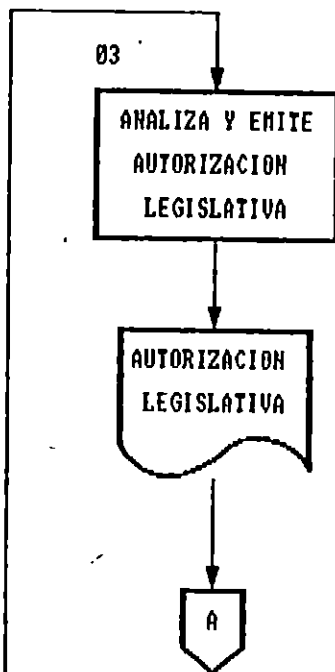 03
ANALIZA Y EMITE
AUTORIZACION
LEGISLATIVA
AUTORIZACION
LEGISLATIVA
A